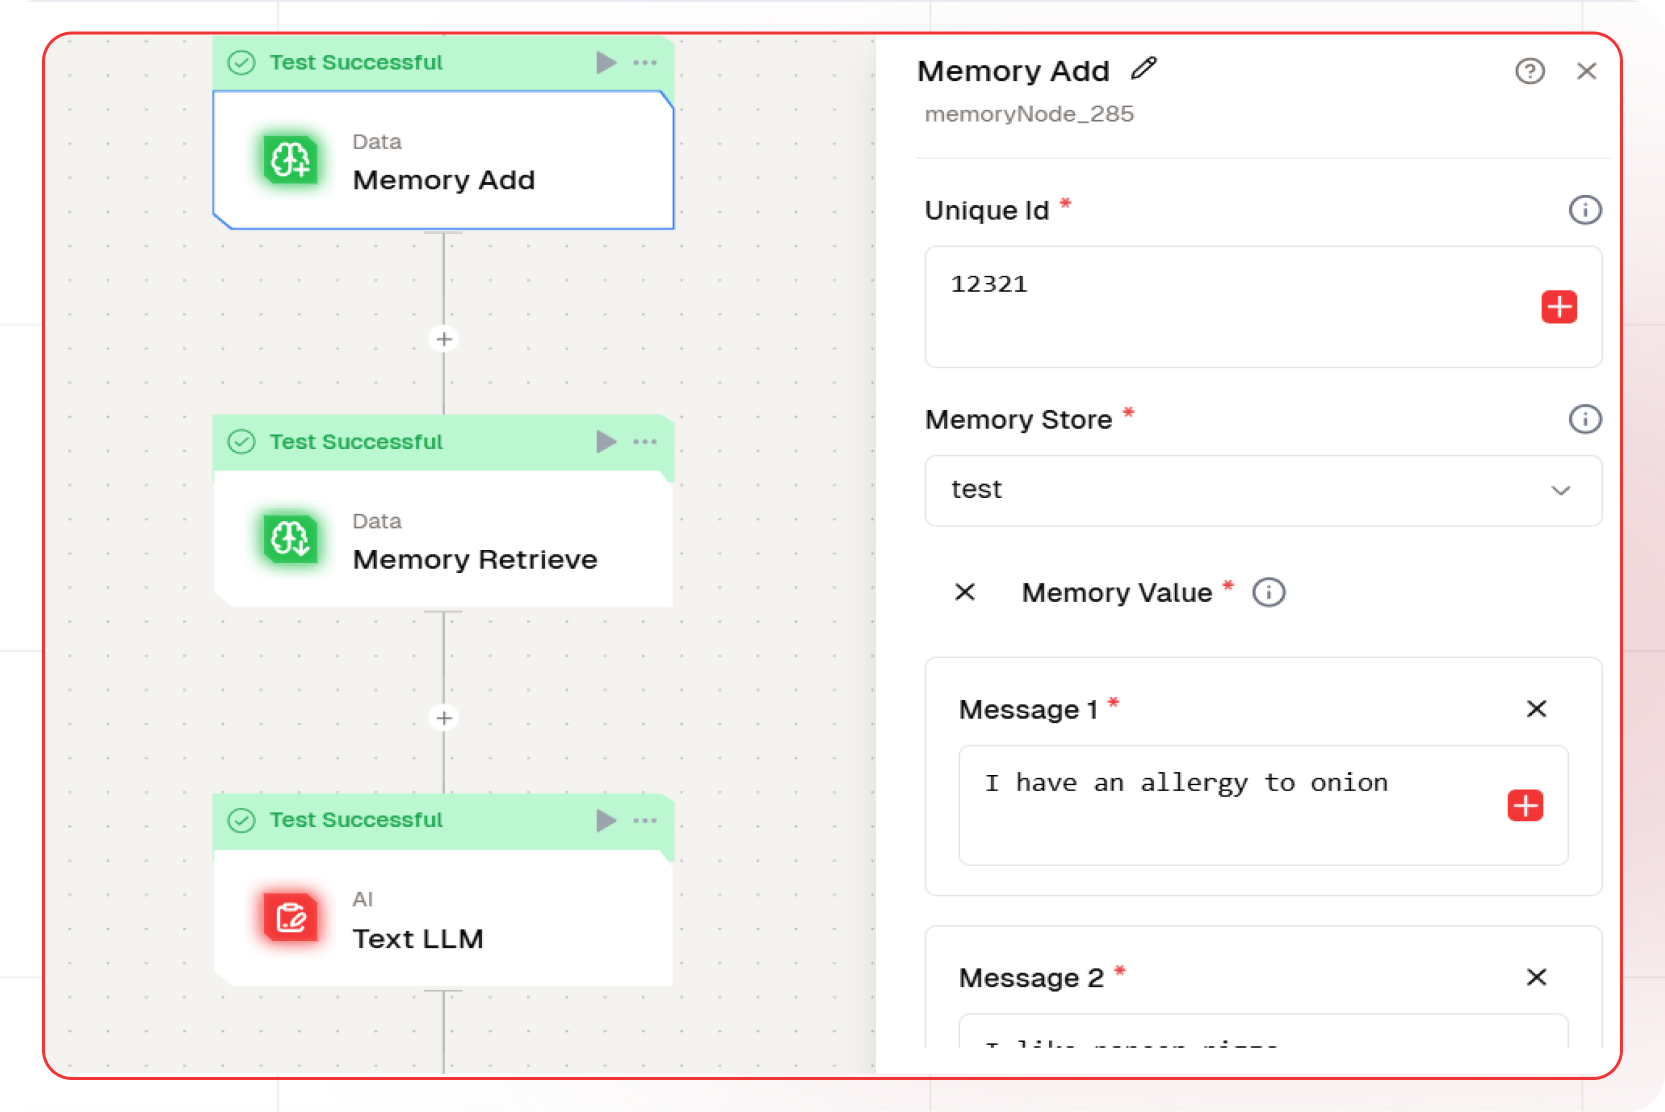 Test Successful
Data
Memory Add
Test Successful
Data
Memory Retrieve
Test Successful
AI
Text LLM
Memory Add
memoryNode_285
Unique Id *
12321
Memory Store *
test
Memory Value *
Message 1 *
I have an allergy to onion
Message 2 *
I like